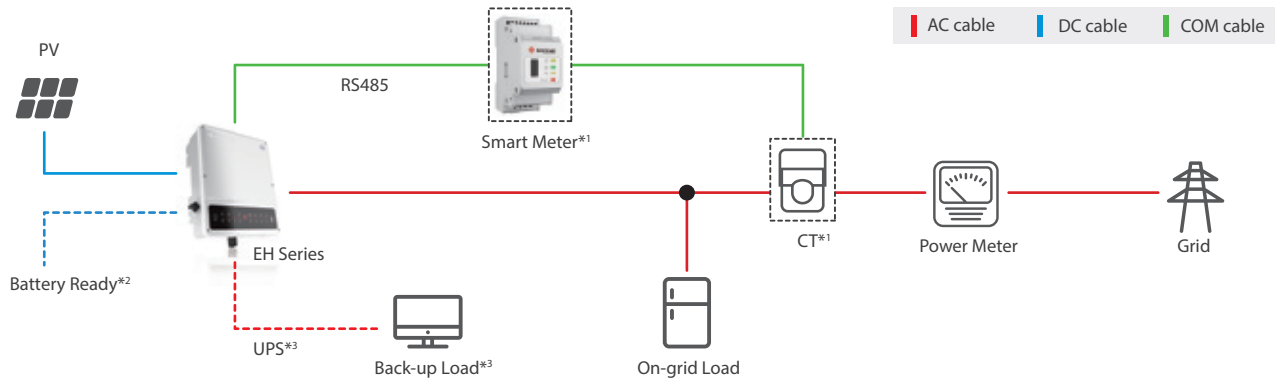 AC cable
DC cable
COM cable
PV
RS485
Smart Meter*1
EH Series
CT*1
Power Meter
Grid
Battery Ready*2
UPS*3
Back-up Load*3
On-grid Load